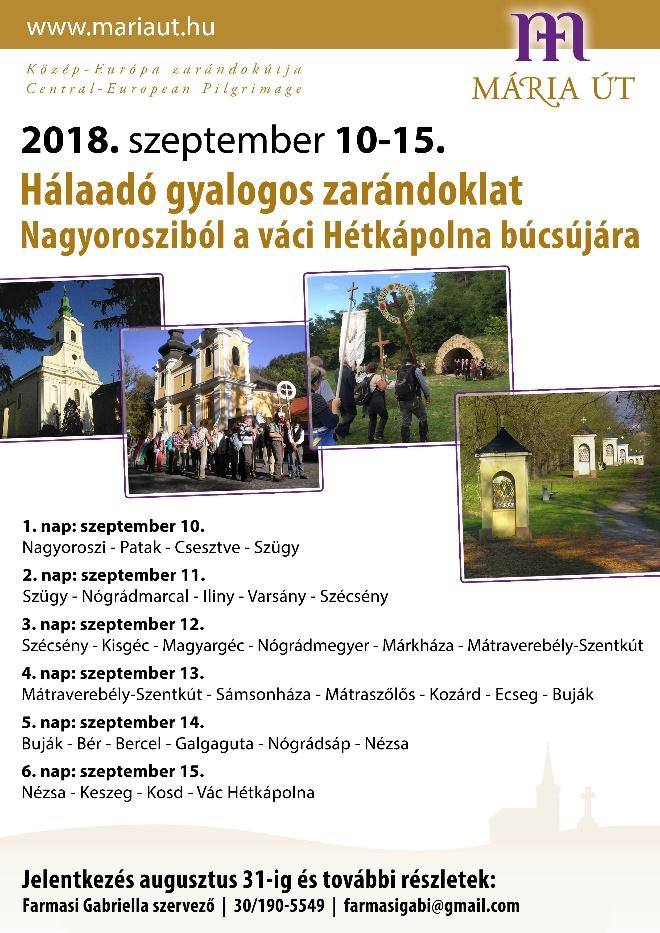 www.mariaut.hu
Közép-Európa zarándokútja
Central-European Pilgrimage
MÁRIA ÚT
2018. szeptember 10-15.
Hálaadó gyalogos zarándoklat
Nagyorosziból a váci Hétkápolna búcsújára
1. nap: szeptember 10.
Nagyoroszi - Patak - Csesztve - Szügy
2. nap: szeptember 11.
Szügy - Nógrádmarcal - Iliny - Varsány - Szécsény
3. nap: szeptember 12.
Szécsény - Kisgéc - Magyargéc - Nógrádmegyer - Márkháza - Mátraverebély-Szentkút
4. nap: szeptember 13.
Mátraverebély-Szentkút - Sámsonháza - Mátraszőlős - Kozárd - Ecseg - Buják
5. nap: szeptember 14.
Buják - Bér - Bercel - Galgaguta - Nógrádsáp - Nézsa
6. nap: szeptember 15.
Nézsa - Keszeg - Kosd - Vác Hétkápolna
Jelentkezés augusztus 31-ig és további részletek:
Farmasi Gabriella szervező | 30/190-5549 | farmasigabi@gmail.com